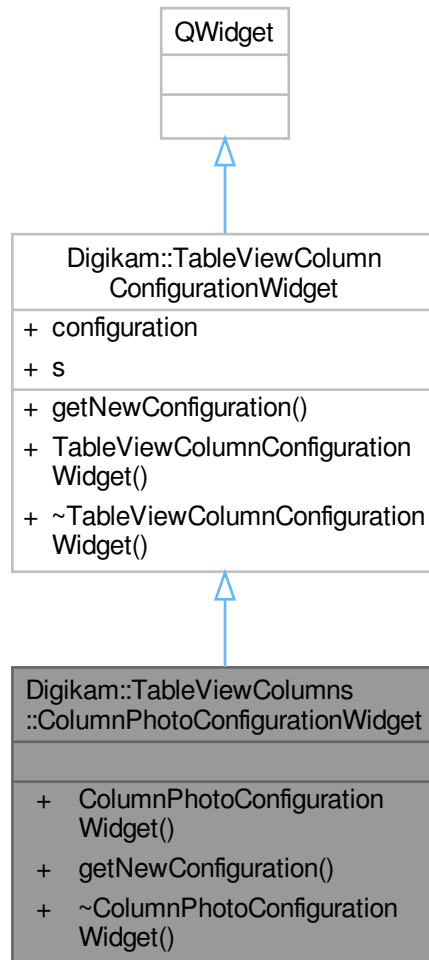 QWidget
Digikam::TableViewColumn
ConfigurationWidget
+ configuration
+ s
+ getNewConfiguration()
+ TableViewColumnConfiguration
Widget()
+ ~TableViewColumnConfiguration
Widget()
Digikam::TableViewColumns
::ColumnPhotoConfigurationWidget
+ ColumnPhotoConfiguration
Widget()
+ getNewConfiguration()
+ ~ColumnPhotoConfiguration
Widget()